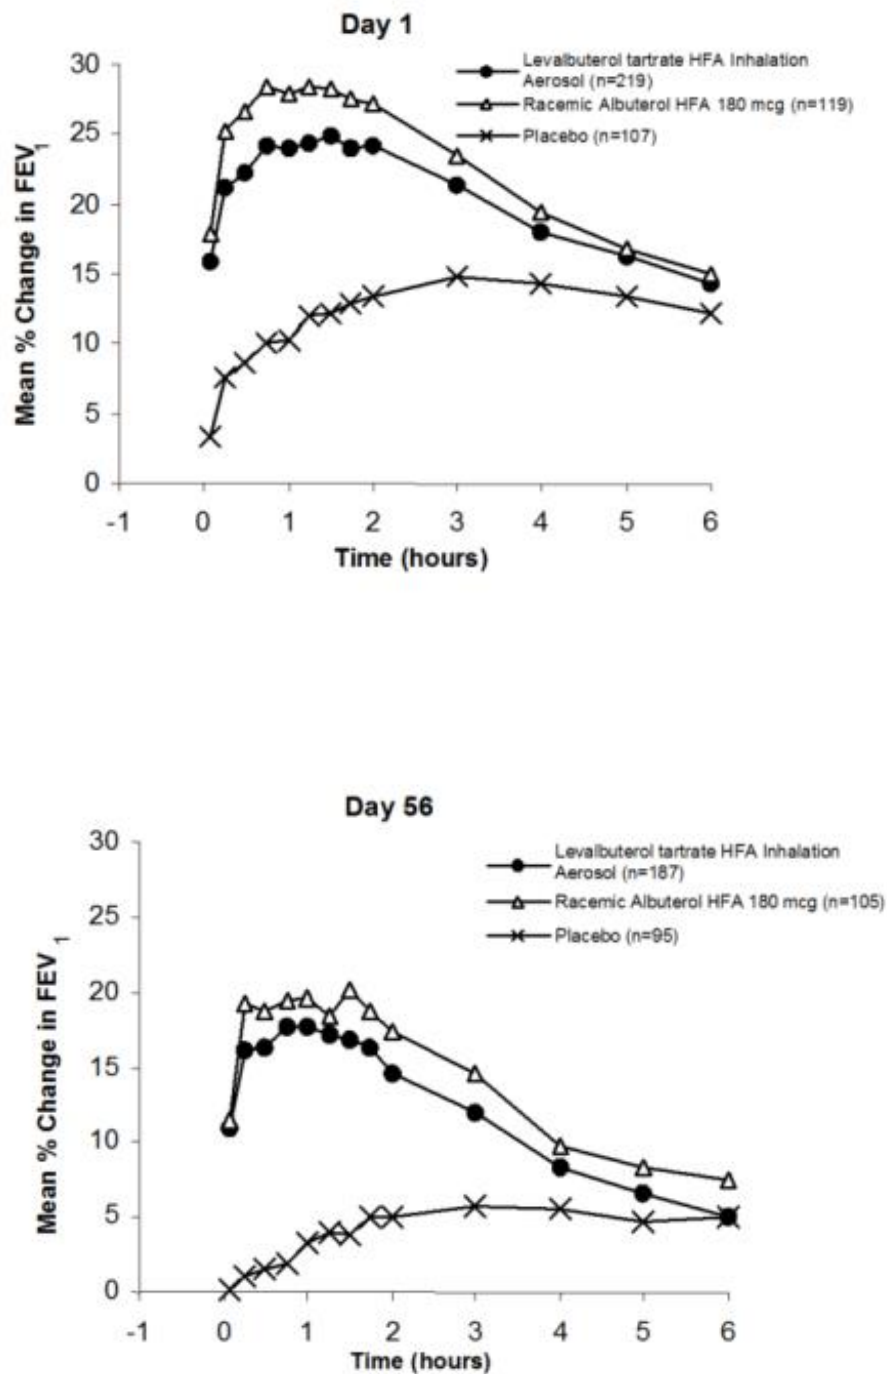 Day 1
Levalbuterol tartrate HFA Inhalation
Aerosol (n=219)
Racemic Albuterol HFA 180 mcg (n=119)
Placebo (n=107)
Mean % Change in FEV1
30
25
20
15
10
5
0
-1 0 1 2 3 4 5 6
Time (hours)
Day 56
Levalbuterol tartrate HFA Inhalation
Aerosol (n=187)
Racemic Albuterol HFA 180 mcg (n=105)
Placebo (n=95)
Mean % Change in FEV1
30
25
20
15
10
5
0
-1 0 1 2 3 4 5 6
Time (hours)